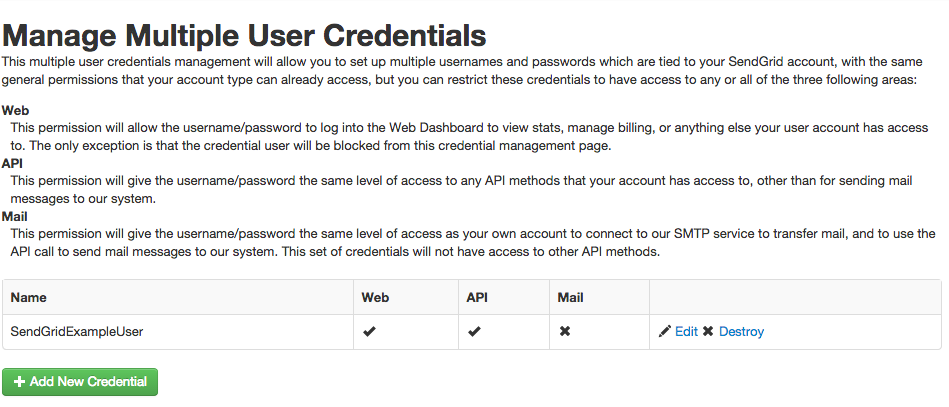 Manage Multiple User Credentials
This multiple user credentials management will allow you to set up multiple usernames and passwords which are tied to your SendGrid account, with the same
general permissions that your account type can already access, but you can restrict these credentials to have access to any or all of the three following areas:
Web
This permission will allow the username/password to log into the Web Dashboard to view stats, manage billing, or anything else your user account has access
to. The only exception is that the credential user will be blocked from this credential management page.
API
This permission will give the username/password the same level of access to any API methods that your account has access to, other than for sending mail
messages to our system.
Mail
This permission will give the username/password the same level of access as your own account to connect to our SMTP service to transfer mail, and to use the
API call to send mail messages to our system. This set of credentials will not have access to other API methods.
Name Web API Mail
SendGridExampleUser ✔ ✔ ✖ Edit ✖ Destroy
+ Add New Credential